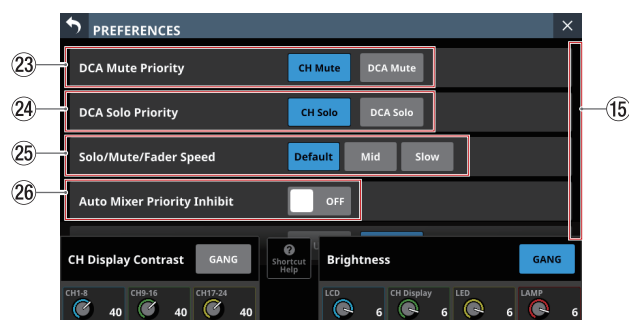 PREFERENCES
23 DCA Mute Priority CH Mute DCA Mute
24 DCA Solo Priority CH Solo DCA Solo 15
25 Solo/Mute/Fader Speed Default Mid Slow
26 Auto Mixer Priority Inhibit OFF
CH Display Contrast GANG Shortcut Help Brightness GANG
CH1-8 CH9-16 CH17-24 LCD CH Display LED LAMP
40 40 40 6 6 6 6